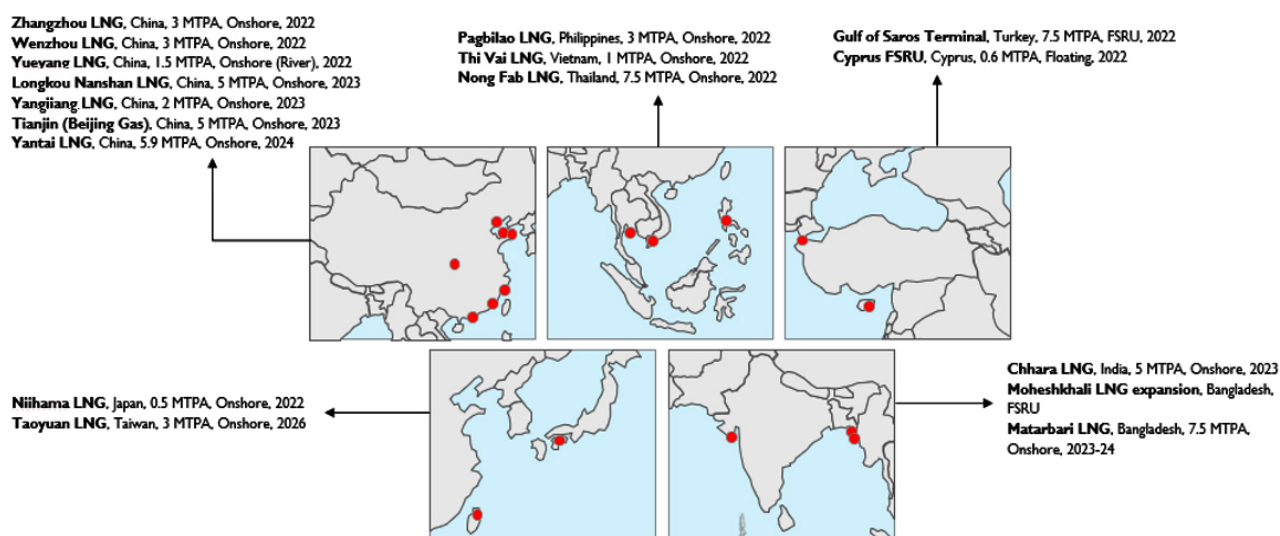 Zhangzhou LNG, China, 3 MTPA, Onshore, 2022
Wenzhou LNG, China, 3 MTPA, Onshore, 2022
Yueyang LNG, China, 1.5 MTPA, Onshore (River), 2022
Longkou Nanshan LNG, China, 5 MTPA, Onshore, 2023
Yangjiang LNG, China, 2 MTPA, Onshore, 2023
Tianjin (Beijing Gas), China, 5 MTPA, Onshore, 2023
Yantai LNG, China, 5.9 MTPA, Onshore, 2024
Pagbilao LNG, Philippines, 3 MTPA, Onshore, 2022
Thi Vai LNG, Vietnam, 1 MTPA, Onshore, 2022
Nong Fab LNG, Thailand, 7.5 MTPA, Onshore, 2022
Gulf of Saros Terminal, Turkey, 7.5 MTPA, FSRU, 2022
Cyprus FSRU, Cyprus, 0.6 MTPA, Floating, 2022
Niihama LNG, Japan, 0.5 MTPA, Onshore, 2022
Taoyuan LNG, Taiwan, 3 MTPA, Onshore, 2026
Chhara LNG, India, 5 MTPA, Onshore, 2023
Moheshkhali LNG expansion, Bangladesh,
FSRU
Matarbari LNG, Bangladesh, 7.5 MTPA,
Onshore, 2023-24